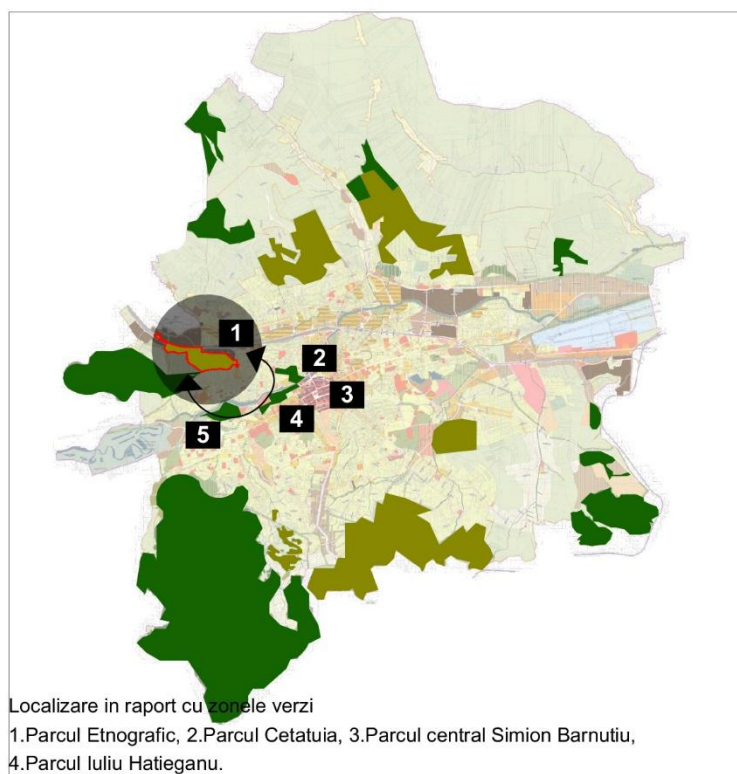 1
2
3
4
5
Localizare in raport cu zonele verzi
1.Parcul Etnografic, 2.Parcul Cetatuia, 3.Parcul central Simion Barnutiu,
4.Parcul Iuliu Hatieganu.